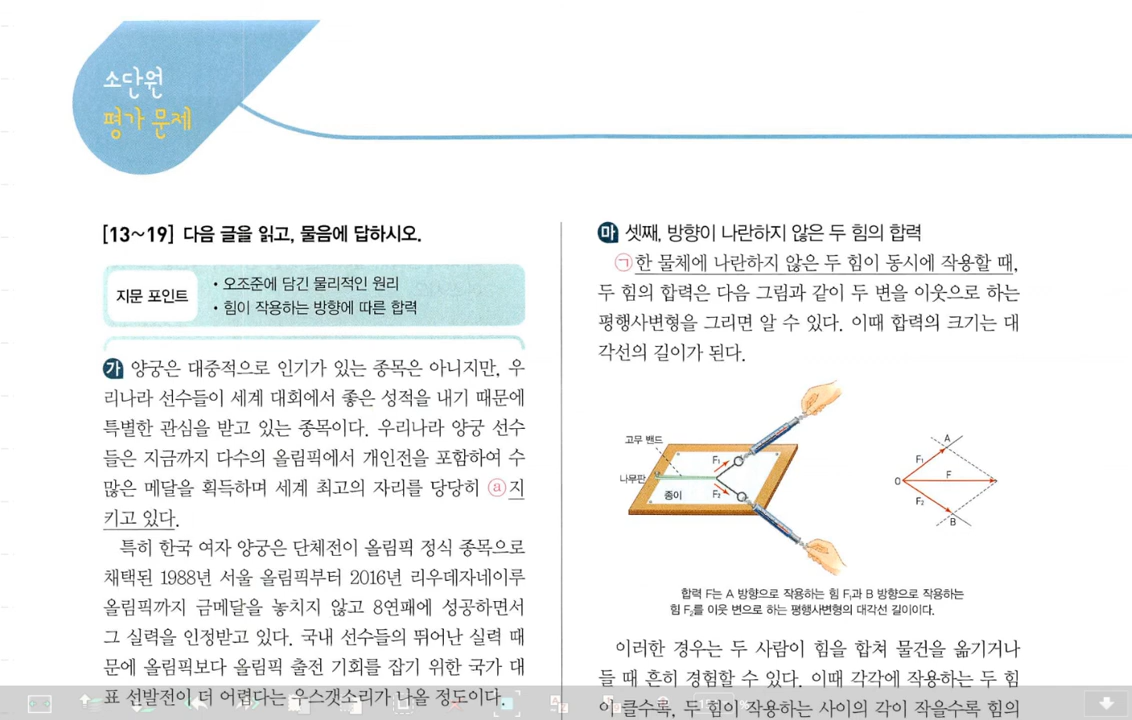 소단원
평가 문제
[13~19] 다음 글을 읽고, 물음에 답하시오.
지문 포인트
• 오조준에 담긴 물리적인 원리
• 힘이 작용하는 방향에 따른 합력
가 양궁은 대중적으로 인기가 있는 종목은 아니지만, 우
리나라 선수들이 세계 대회에서 좋은 성적을 내기 때문에
특별한 관심을 받고 있는 종목이다. 우리나라 양궁 선수
들은 지금까지 다수의 올림픽에서 개인전을 포함하여 수
많은 메달을 획득하며 세계 최고의 자리를 당당히 ⓐ지
키고 있다.
특히 한국 여자 양궁은 단체전이 올림픽 정식 종목으로
채택된 1988년 서울 올림픽부터 2016년 리우데자네이루
올림픽까지 금메달을 놓치지 않고 8연패에 성공하면서
그 실력을 인정받고 있다. 국내 선수들의 뛰어난 실력 때
문에 올림픽보다 올림픽 출전 기회를 잡기 위한 국가 대
표 선발전이 더 어렵다는 우스갯소리가 나올 정도이다.
마 셋째, 방향이 나란하지 않은 두 힘의 합력
㉠한 물체에 나란하지 않은 두 힘이 동시에 작용할 때,
두 힘의 합력은 다음 그림과 같이 두 변을 이웃으로 하는
평행사변형을 그리면 알 수 있다. 이때 합력의 크기는 대
각선의 길이가 된다.
고무 밴드
나무판
종이
F₁
F₂
A
F₁
O
F
F₂
B
합력 F는 A 방향으로 작용하는 힘 F₁과 B 방향으로 작용하는
힘 F₂를 이웃 변으로 하는 평행사변형의 대각선 길이이다.
이러한 경우는 두 사람이 힘을 합쳐 물건을 옮기거나
들 때 흔히 경험할 수 있다. 이때 각각에 작용하는 두 힘
이 클수록, 두 힘이 작용하는 사이의 각이 작을수록 힘의